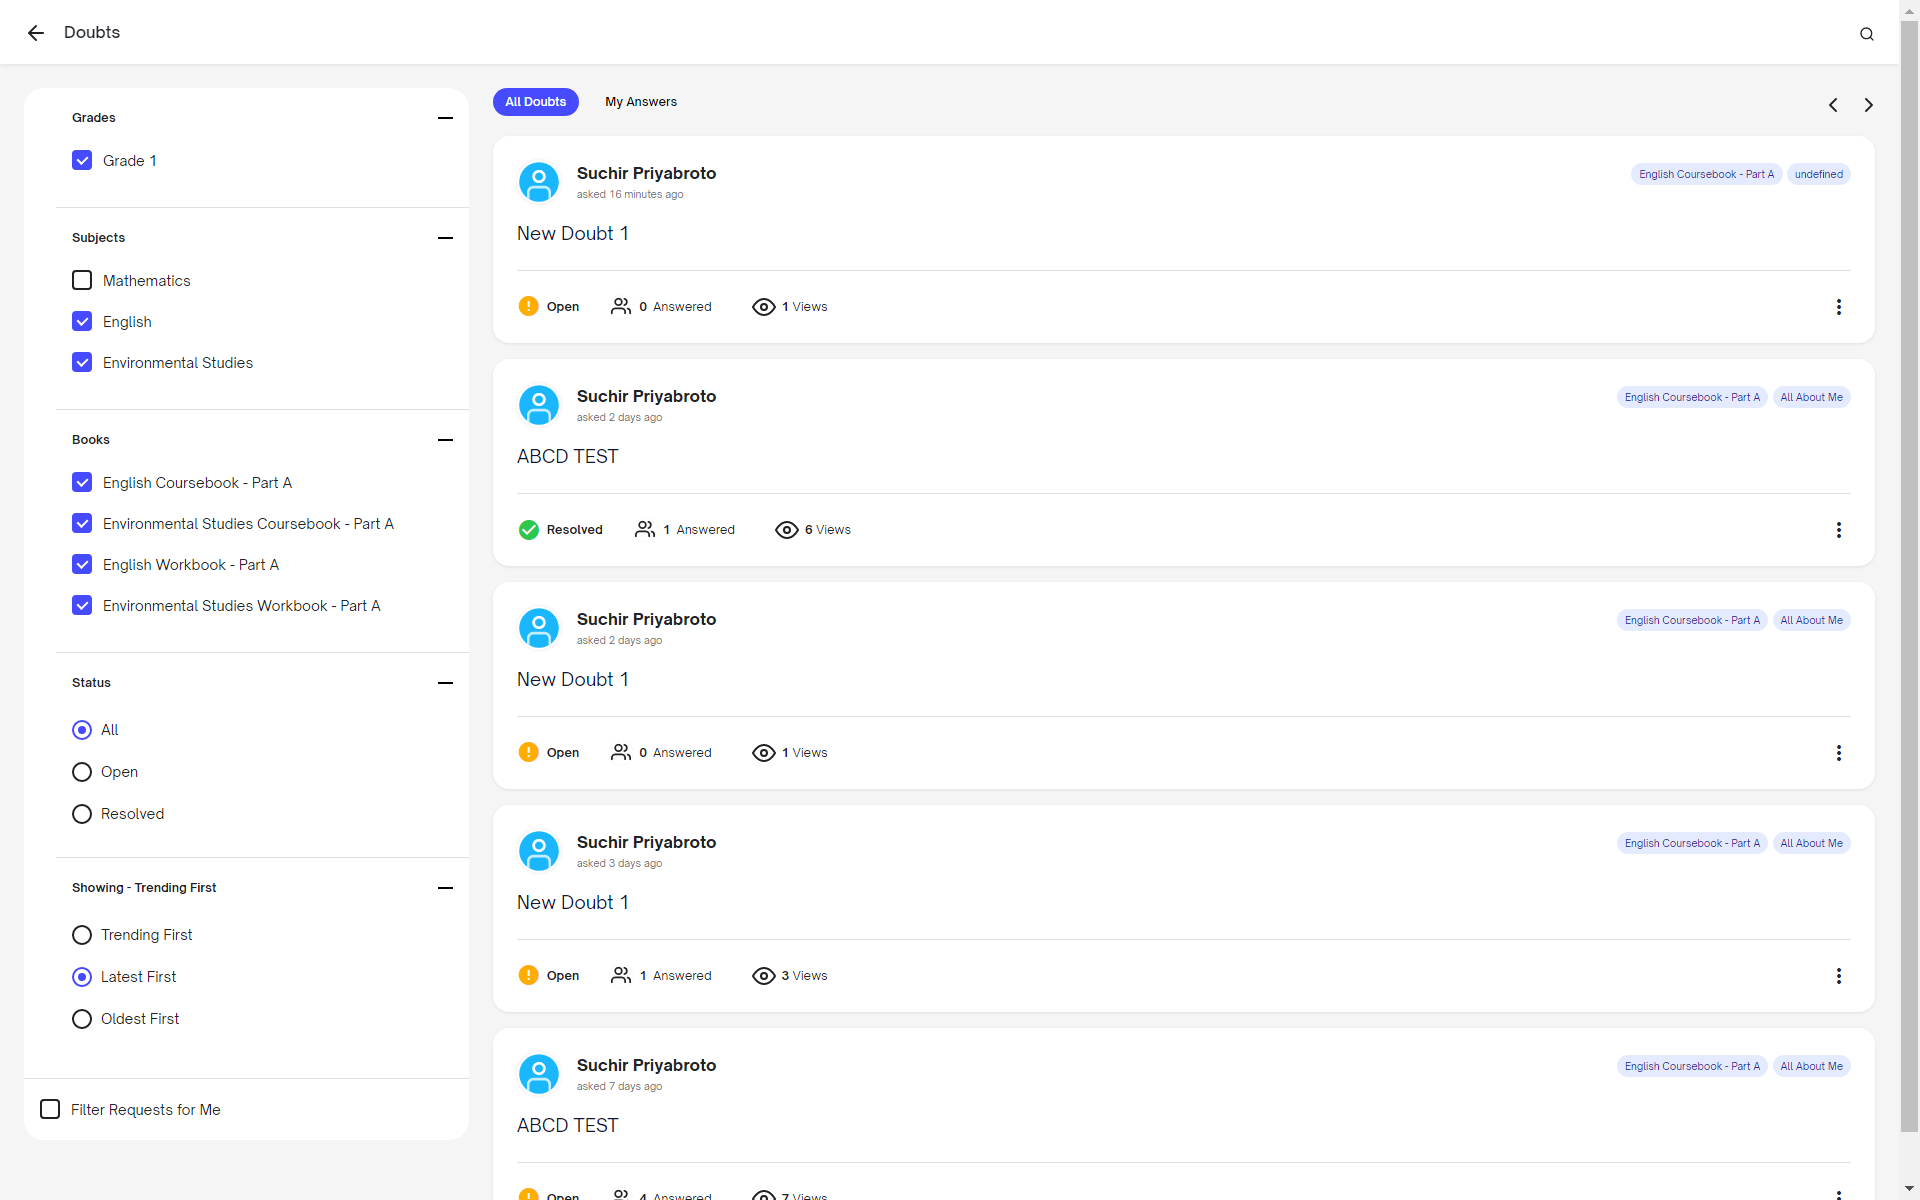 Doubts
Grades
Grade 1
Subjects
Mathematics
English
Environmental Studies
Books
English Coursebook - Part A
Environmental Studies Coursebook - Part A
English Workbook - Part A
Environmental Studies Workbook - Part A
Status
All
Open
Resolved
Showing - Trending First
Trending First
Latest First
Oldest First
Filter Requests for Me
All Doubts My Answers
Suchir Priyabroto English Coursebook - Part A undefined
asked 16 minutes ago
New Doubt 1
Open 0 Answered 1 Views
Suchir Priyabroto English Coursebook - Part A All About Me
asked 2 days ago
ABCD TEST
Resolved 1 Answered 6 Views
Suchir Priyabroto English Coursebook - Part A All About Me
asked 2 days ago
New Doubt 1
Open 0 Answered 1 Views
Suchir Priyabroto English Coursebook - Part A All About Me
asked 3 days ago
New Doubt 1
Open 1 Answered 3 Views
Suchir Priyabroto English Coursebook - Part A All About Me
asked 7 days ago
ABCD TEST
Open 4 Answered 7 Views